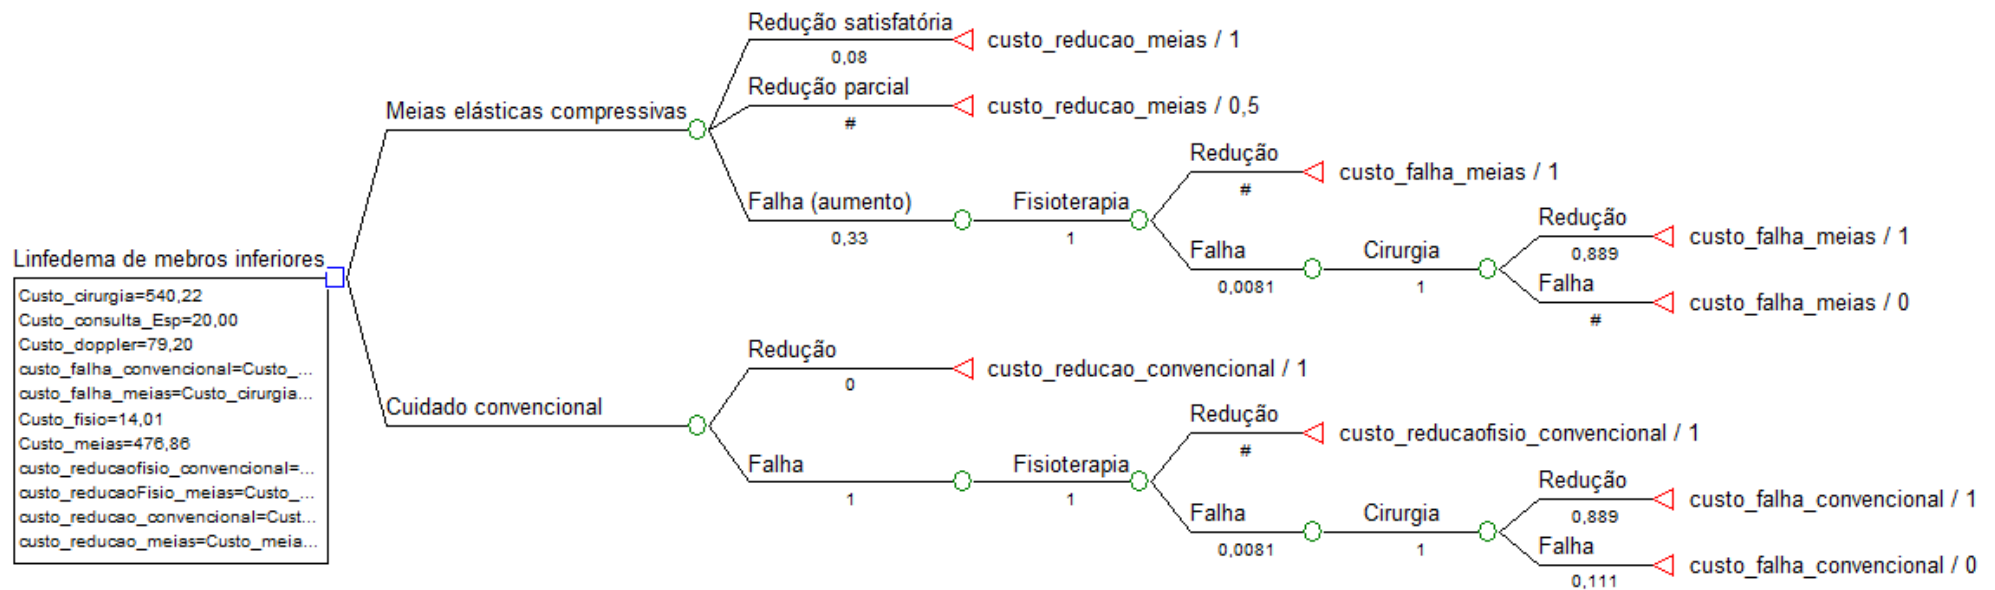 Redução satisfatória
custo_reducao_meias / 1
0,08
Redução parcial
custo_reducao_meias / 0,5
#
Meias elásticas compressivas
Redução
custo_falha_meias / 1
#
Falha (aumento)
0,33
Fisioterapia
1
Redução
custo_falha_meias / 1
0,889
Falha
0,0081
Cirurgia
1
Falha
custo_falha_meias / 0
#
Linfedema de mebros inferiores
Custo_cirurgia=540,22
Custo_consulta_Esp=20,00
Custo_doppler=79,20
custo_falha_convencional=Custo_...
custo_falha_meias=Custo_cirurgia...
Custo_fisio=14,01
Custo_meias=476,86
custo_reducaofisio_convencional=...
custo_reducaoFisio_meias=Custo_...
custo_reducao_convencional=Cust...
custo_reducao_meias=Custo_meia...
Redução
custo_reducao_convencional / 1
0
Cuidado convencional
Redução
custo_reducaofisio_convencional / 1
#
Falha
1
Fisioterapia
1
Redução
custo_falha_convencional / 1
0,889
Falha
0,0081
Cirurgia
1
Falha
custo_falha_convencional / 0
0,111